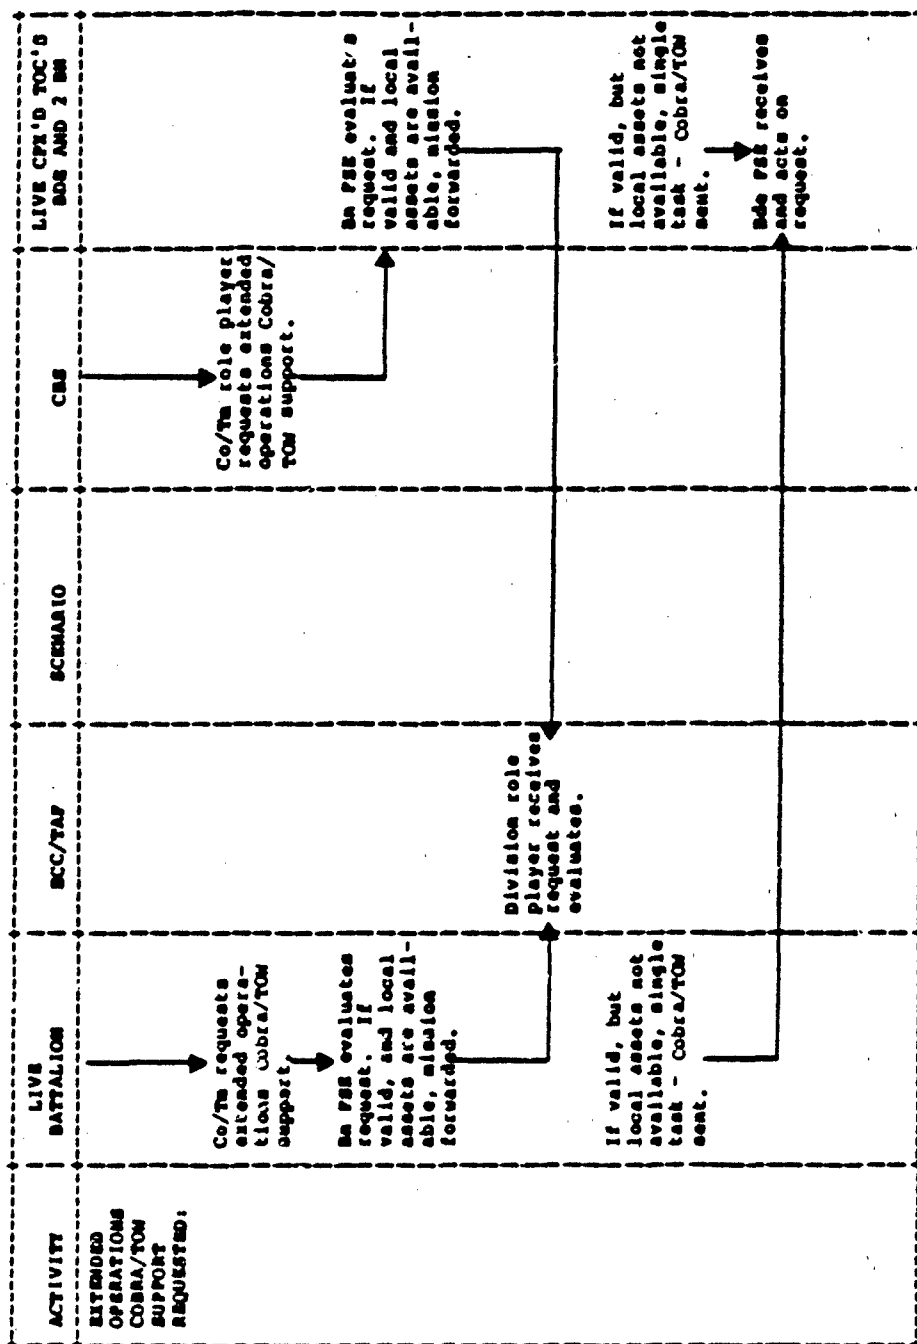 ACTIVITY
LIVE
BATTALION
BCC/TAF
SCENARIO
CBS
LIVE CPX'D TOC'S
BDE AND 2 BN
EXTENDED
OPERATIONS
COBRA/TOW
SUPPORT
REQUESTED:
Co/Tm requests
extended opera-
tions Cobra/TOW
support.
Bn FSE evaluates
request. If
valid, and local
assets are avail-
able, mission
forwarded.
If valid, but
local assets not
available, single
task - Cobra/TOW
sent.
Division role
player receives
request and
evaluates.
Co/Tm role player
requests extended
operations Cobra/
TOW support.
Bn FSE evaluat's
request. If
valid and local
assets are avail-
able, mission
forwarded.
If valid, but
local assets not
available, single
task - Cobra/TOW
sent.
Bde FSE receives
and acts on
request.